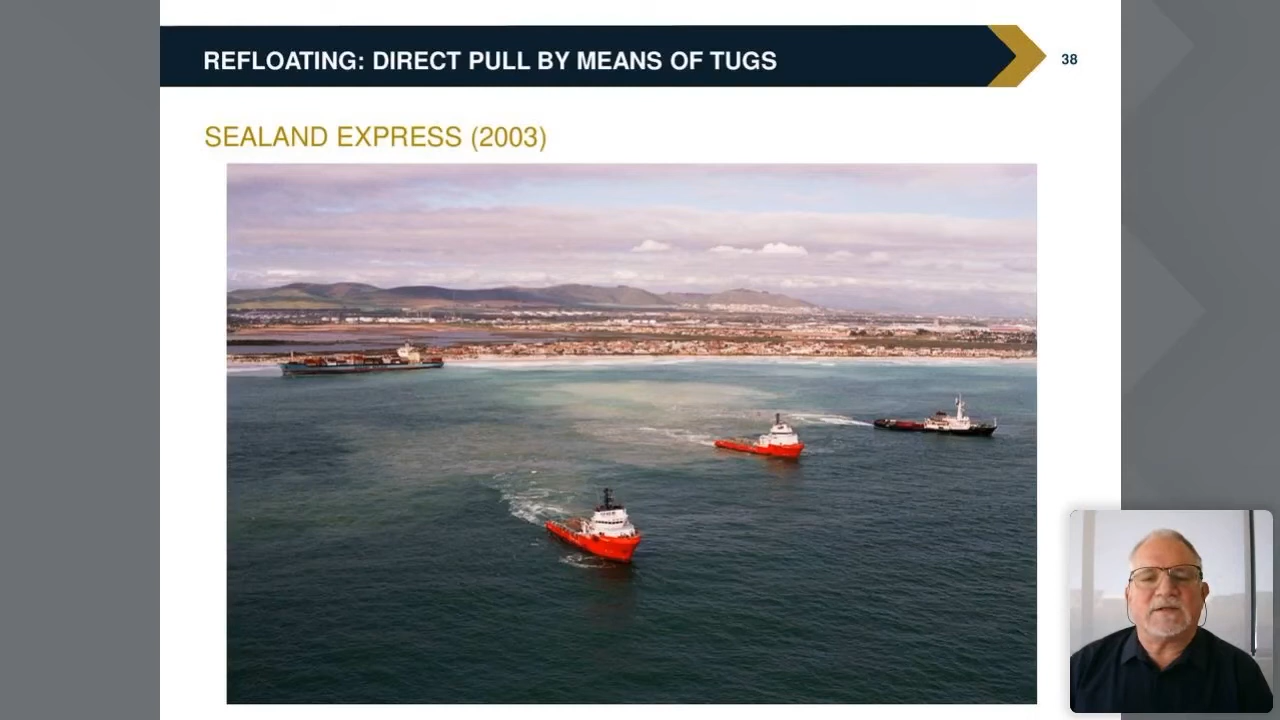 REFLOATING: DIRECT PULL BY MEANS OF TUGS
38
SEALAND EXPRESS (2003)